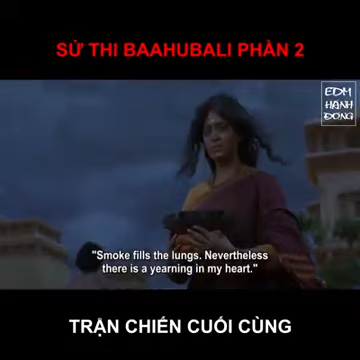 SỬ THI BAAHUBALI PHẦN 2
EDM
HÀNH
ĐỘNG
"Smoke fills the lungs. Nevertheless
there is a yearning in my heart."
TRẬN CHIẾN CUỐI CÙNG